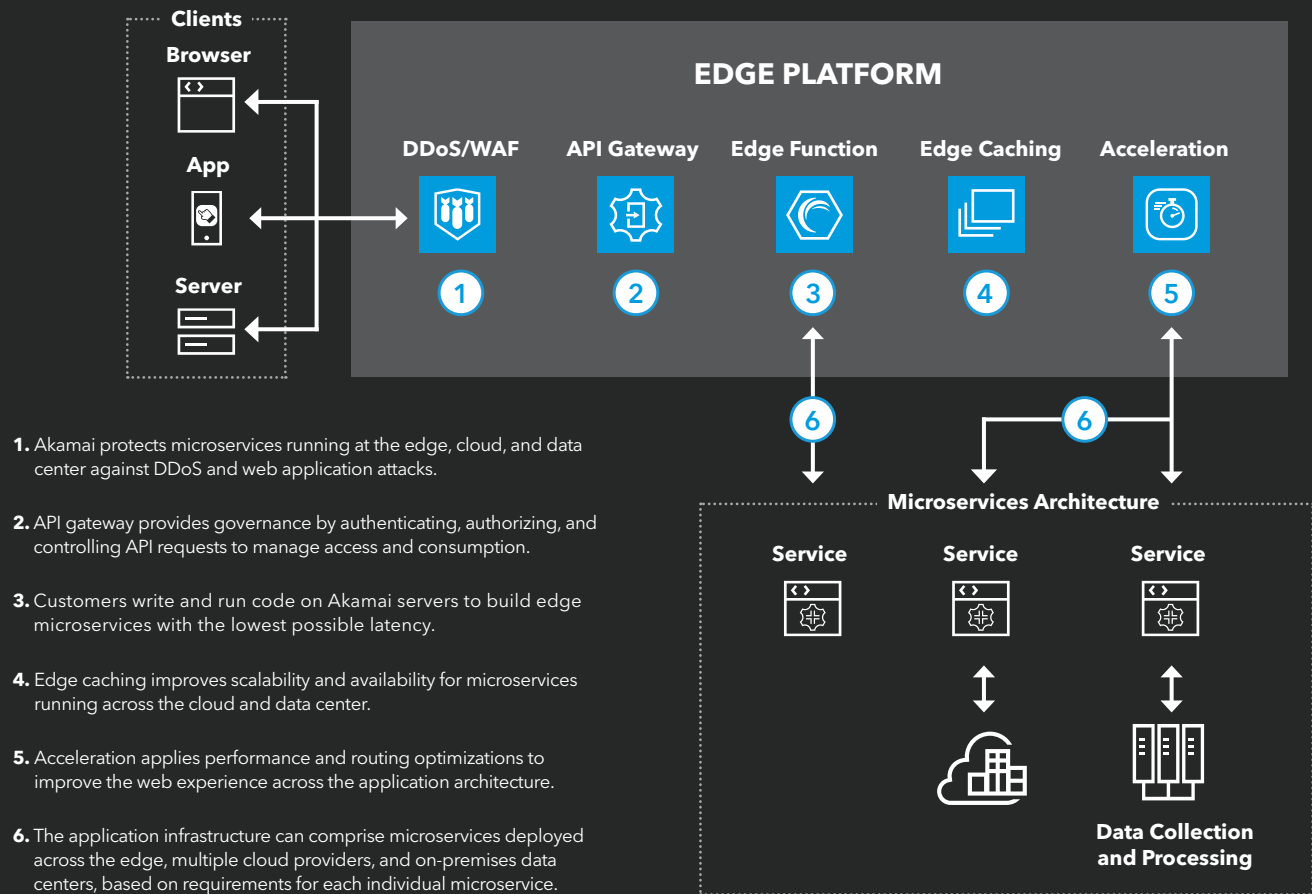 Clients
Browser
App
Server
EDGE PLATFORM
DDoS/WAF
API Gateway
Edge Function
Edge Caching
Acceleration
1
2
3
4
5
6
6
1. Akamai protects microservices running at the edge, cloud, and data
center against DDoS and web application attacks.
2. API gateway provides governance by authenticating, authorizing, and
controlling API requests to manage access and consumption.
3. Customers write and run code on Akamai servers to build edge
microservices with the lowest possible latency.
4. Edge caching improves scalability and availability for microservices
running across the cloud and data center.
5. Acceleration applies performance and routing optimizations to
improve the web experience across the application architecture.
6. The application infrastructure can comprise microservices deployed
across the edge, multiple cloud providers, and on-premises data
centers, based on requirements for each individual microservice.
Microservices Architecture
Service
Service
Service
Data Collection
and Processing